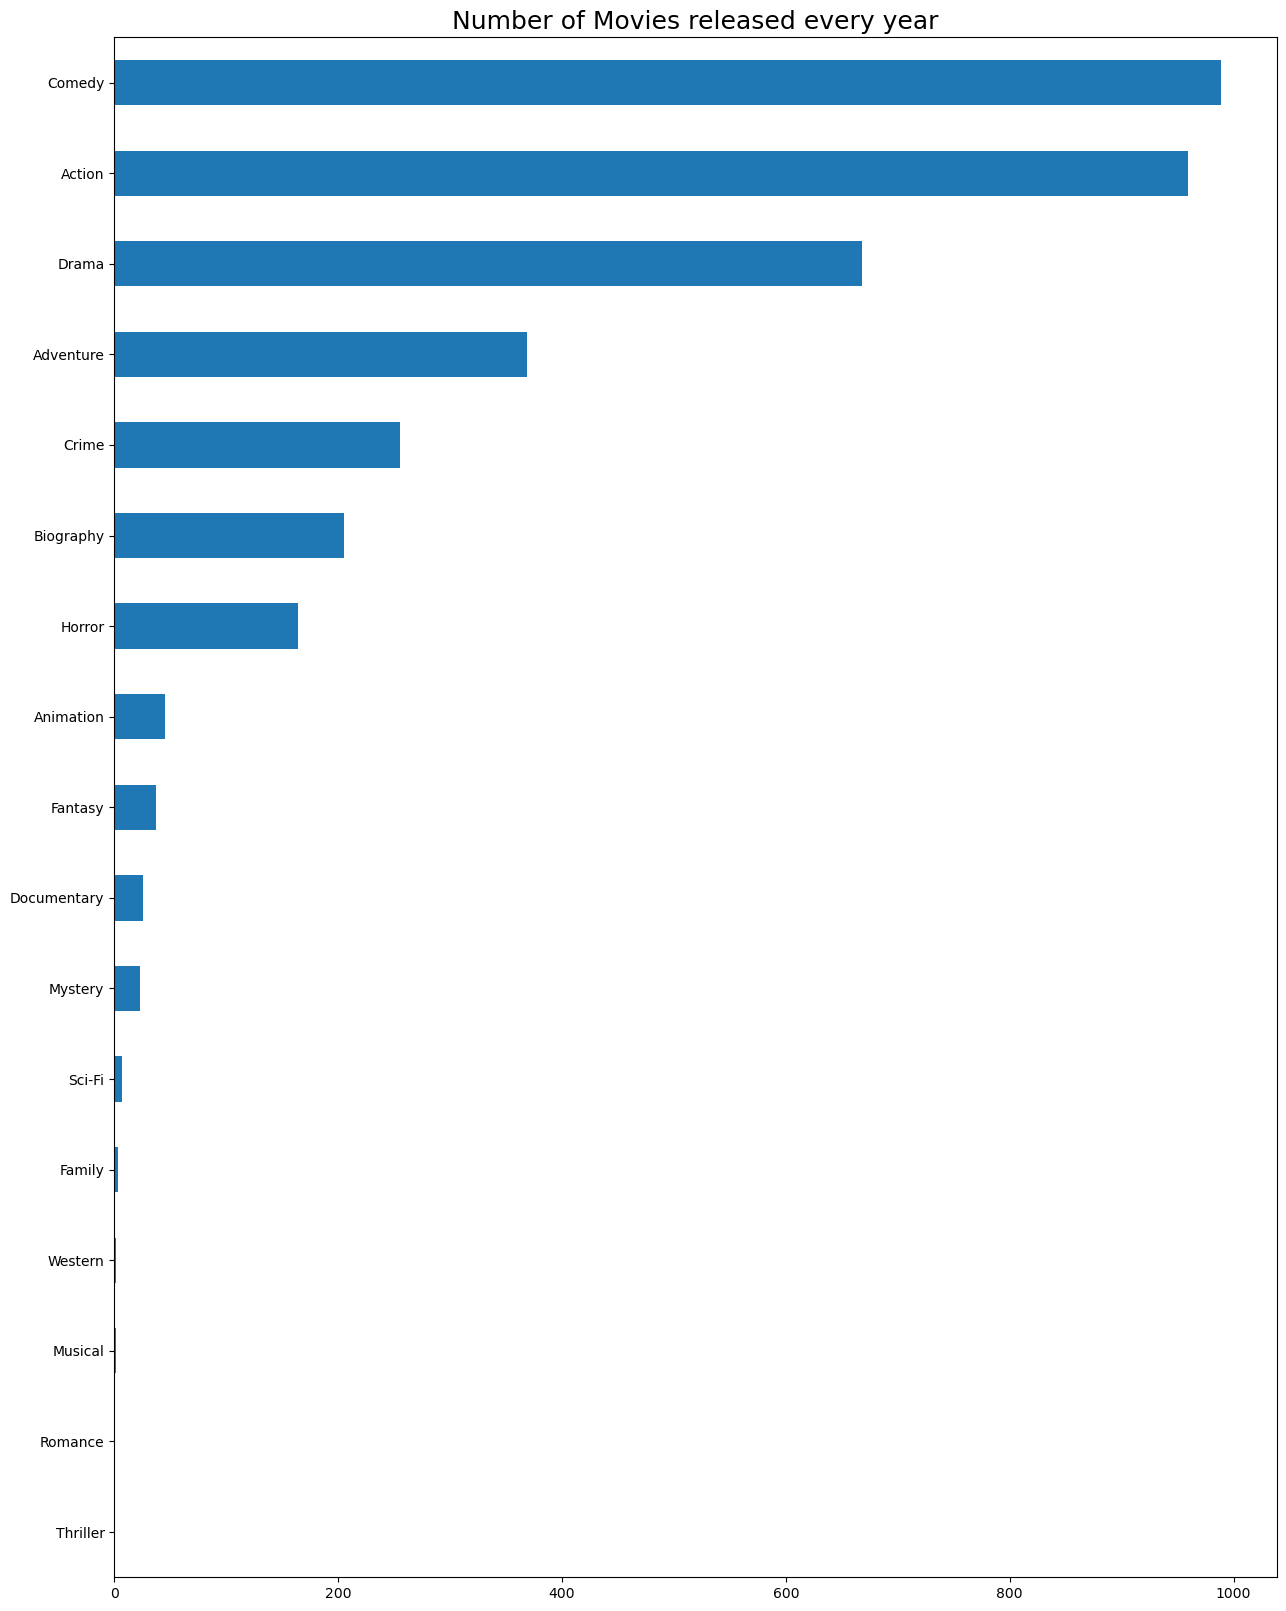 Number of Movies released every year
Comedy
Action
Drama
Adventure
Crime
Biography
Horror
Animation
Fantasy
Documentary
Mystery
Sci-Fi
Family
Western
Musical
Romance
Thriller
0 200 400 600 800 1000